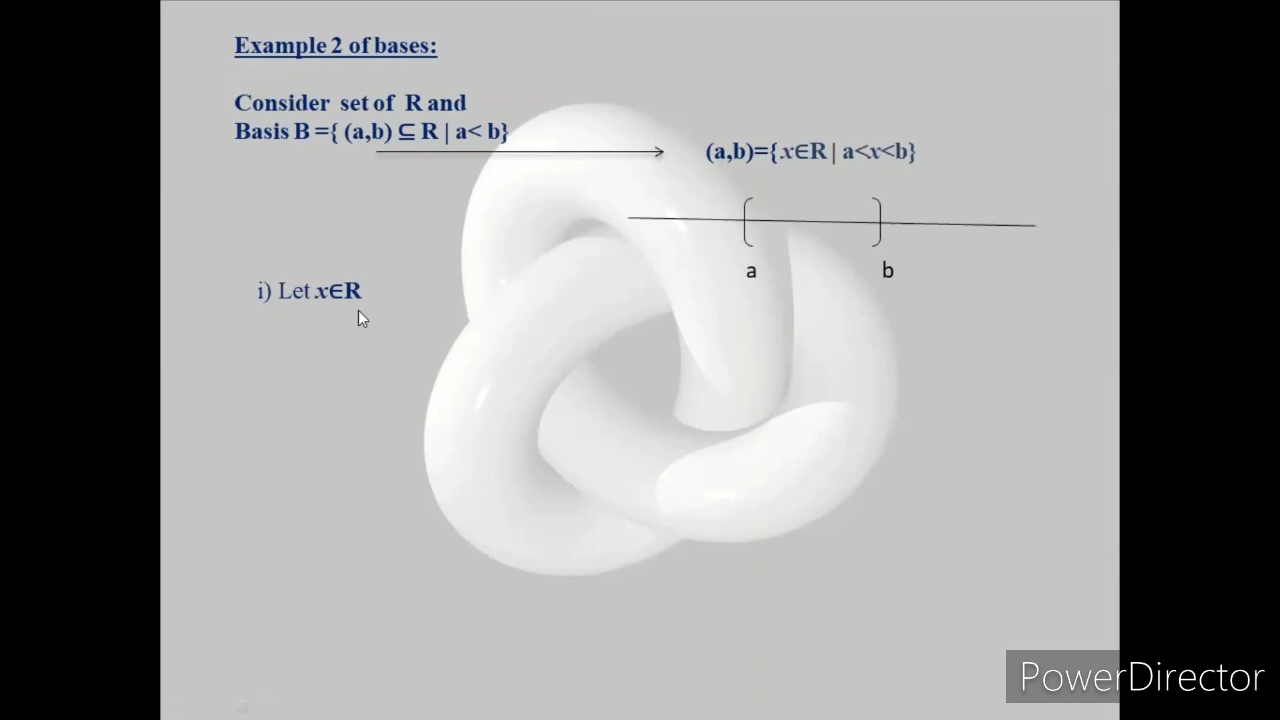 Example 2 of bases:
Consider set of R and
Basis B ={ (a,b) ⊆ R | a< b}
(a,b)={x∈R | a<x<b}
a
b
i) Let x∈R
PowerDirector